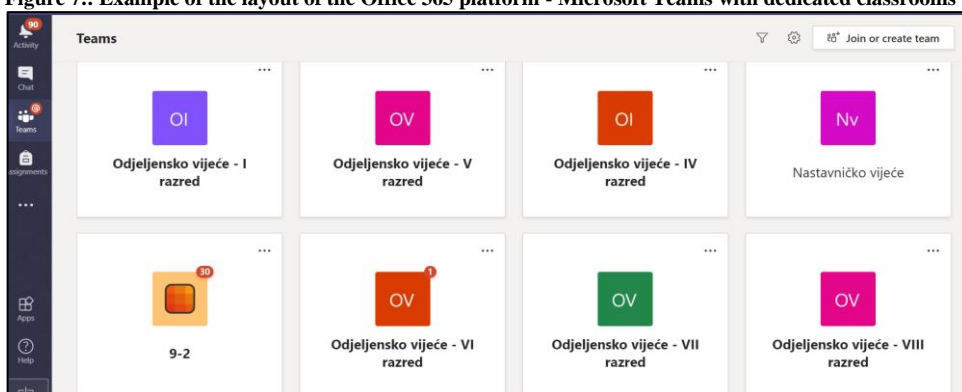 Figure 7.: Example of the layout of the Office 365 platform - Microsoft Teams with dedicated classrooms
90
Activity
Teams
Join or create team
Chat
Teams
ssignments
OI
OV
OI
Nv
Odjeljensko vijeće - I
razred
Odjeljensko vijeće - V
razred
Odjeljensko vijeće - IV
razred
Nastavničko vijeće
30
1
OV
OV
OV
9-2
Odjeljensko vijeće - VI
razred
Odjeljensko vijeće - VII
razred
Odjeljensko vijeće - VIII
razred
Apps
Help